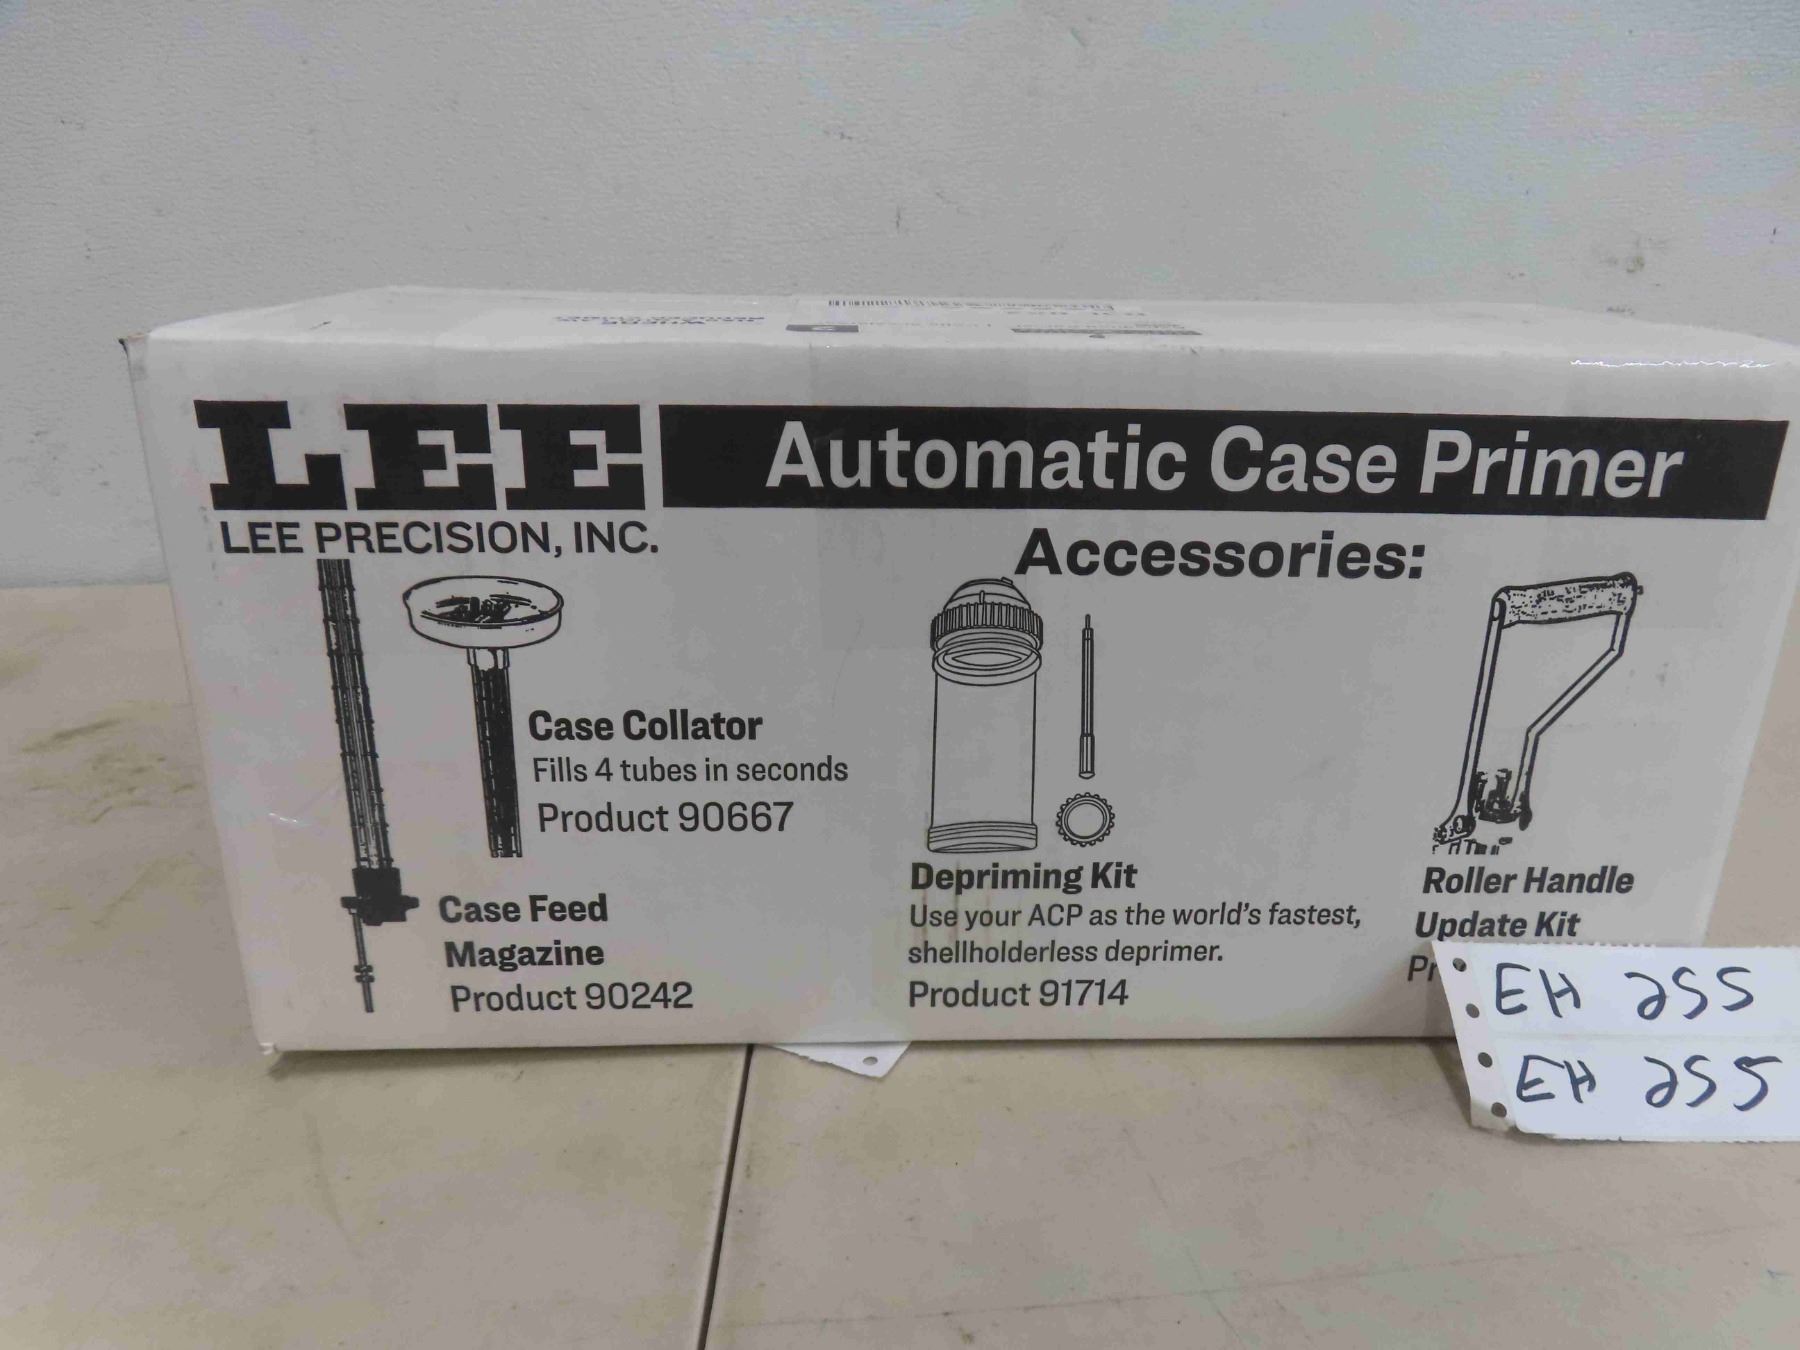 LEE
LEE PRECISION, INC.
Automatic Case Primer
Accessories:
Case Collator
Fills 4 tubes in seconds
Product 90667
Case Feed
Magazine
Product 90242
Depriming Kit
Use your ACP as the world's fastest,
shellholderless deprimer.
Product 91714
Roller Handle
Update Kit
Pr
EH 255
EH 255